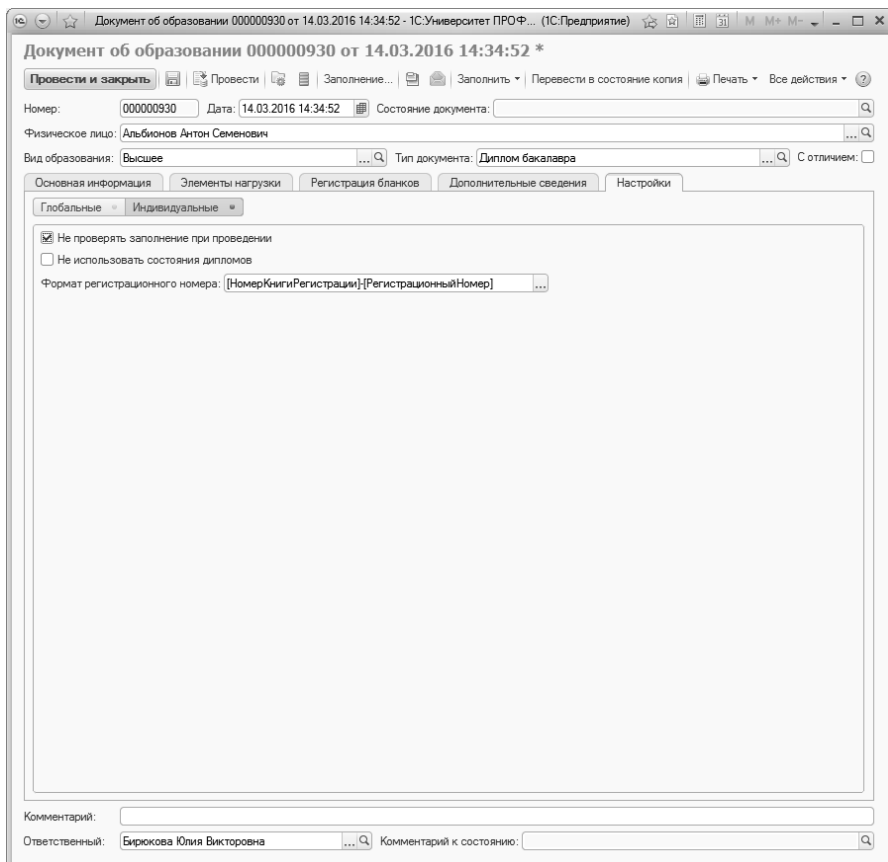 Документ об образовании 000000930 от 14.03.2016 14:34:52 - 1С:Университет ПРОФ... (1С:Предприятие) 31 M M+ M-
Документ об образовании 000000930 от 14.03.2016 14:34:52 *
Провести и закрыть Провести Заполнение... Заполнить Перевести в состояние копия Печать Все действия ?
Номер: 000000930 Дата: 14.03.2016 14:34:52 Состояние документа:
Физическое лицо: Альбионов Антон Семенович ...
Вид образования: Высшее ... Тип документа: Диплом бакалавра ... С отличием:
Основная информация Элементы нагрузки Регистрация бланков Дополнительные сведения Настройки
Глобальные Индивидуальные
Не проверять заполнение при проведении
Не использовать состояния дипломов
Формат регистрационного номера: [НомерКнигиРегистрации]-[РегистрационныйНомер] ...
Комментарий:
Ответственный: Бирюкова Юлия Викторовна ... Комментарий к состоянию: